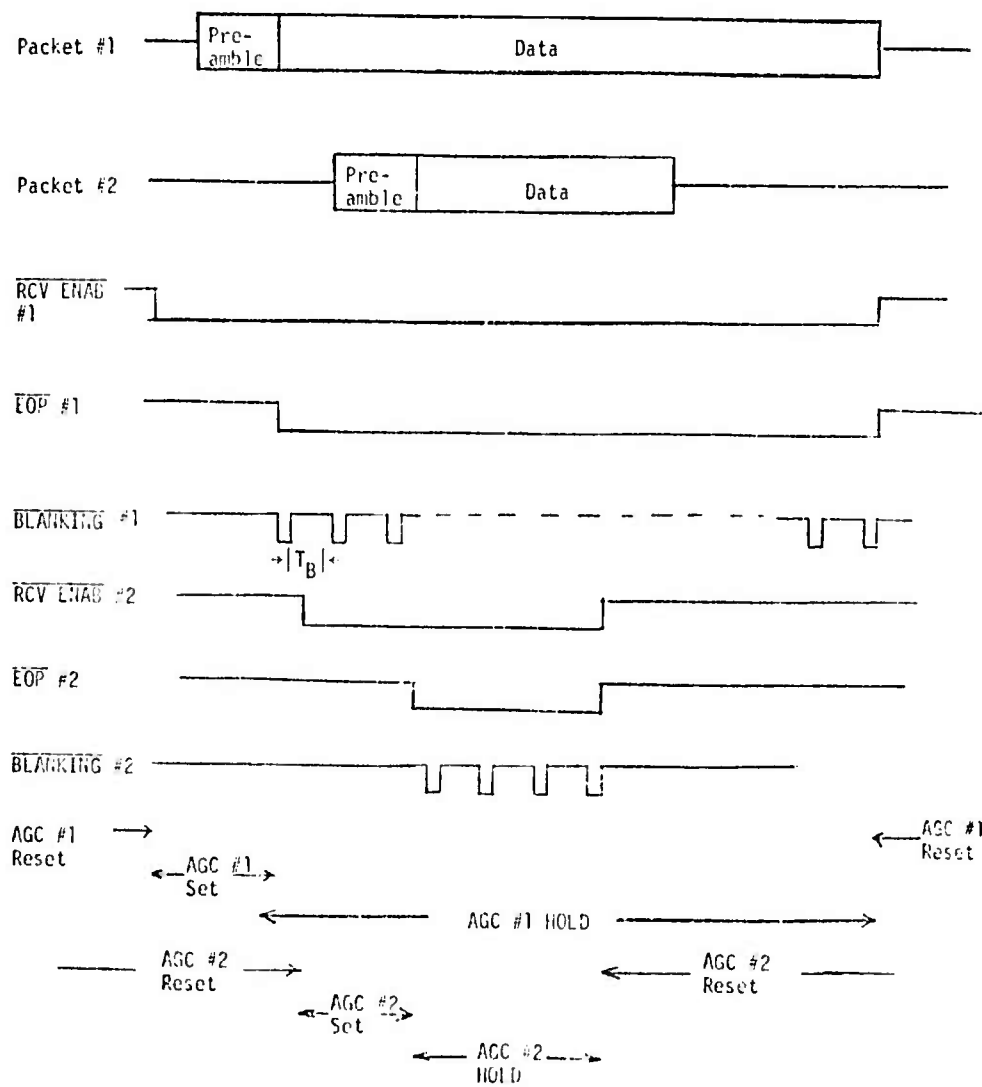 Packet #1
Pre-
amble
Data
Packet #2
Pre-
amble
Data
RCV ENAB
#1
EOP #1
BLANKING #1
T_B
RCV ENAB #2
EOP #2
BLANKING #2
AGC #1
Reset
AGC #1
Reset
AGC #1
Set
AGC #1 HOLD
AGC #2
Reset
AGC #2
Reset
AGC #2
Set
AGC #2
HOLD